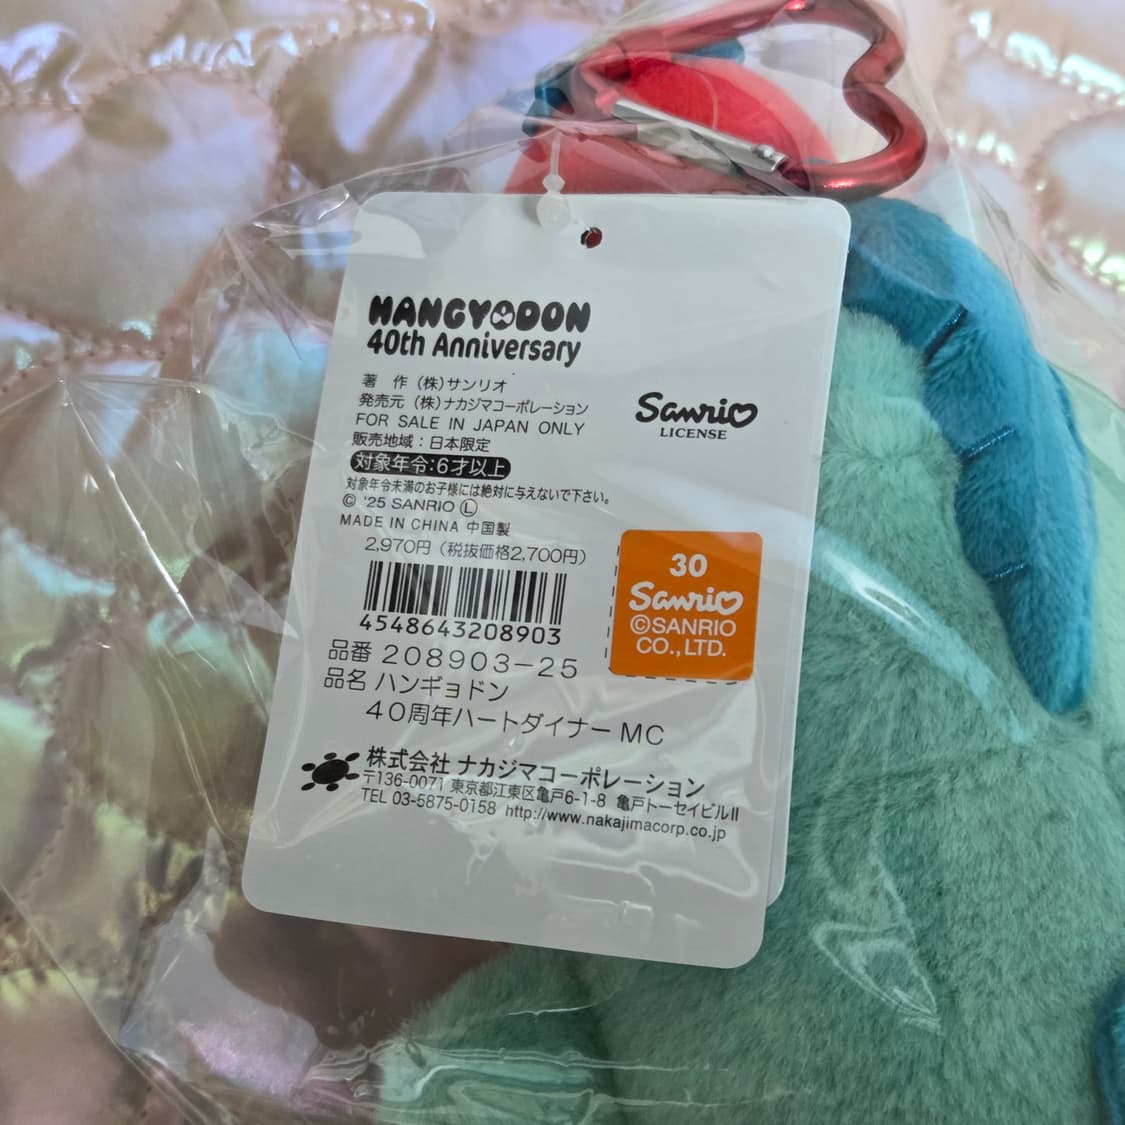 HANGYODON
40th Anniversary
著 作 (株)サンリオ
発売元 (株)ナカジマコーポレーション
FOR SALE IN JAPAN ONLY
販売地域:日本限定
対象年令:6才以上
対象年令未満のお子様には絶対に与えないで下さい。
© '25 SANRIO Ⓛ
MADE IN CHINA 中国製
2,970円 (税抜価格2,700円)
4548643208903
品番 208903-25
品名 ハンギョドン
40周年ハートダイナーMC
株式会社 ナカジマコーポレーション
〒136-0071 東京都江東区亀戸6-1-8 亀戸トーセイビルⅡ
TEL 03-5875-0158 http://www.nakajimacorp.co.jp
Sanrio
LICENSE
30
Sanrio
©SANRIO
CO.,LTD.